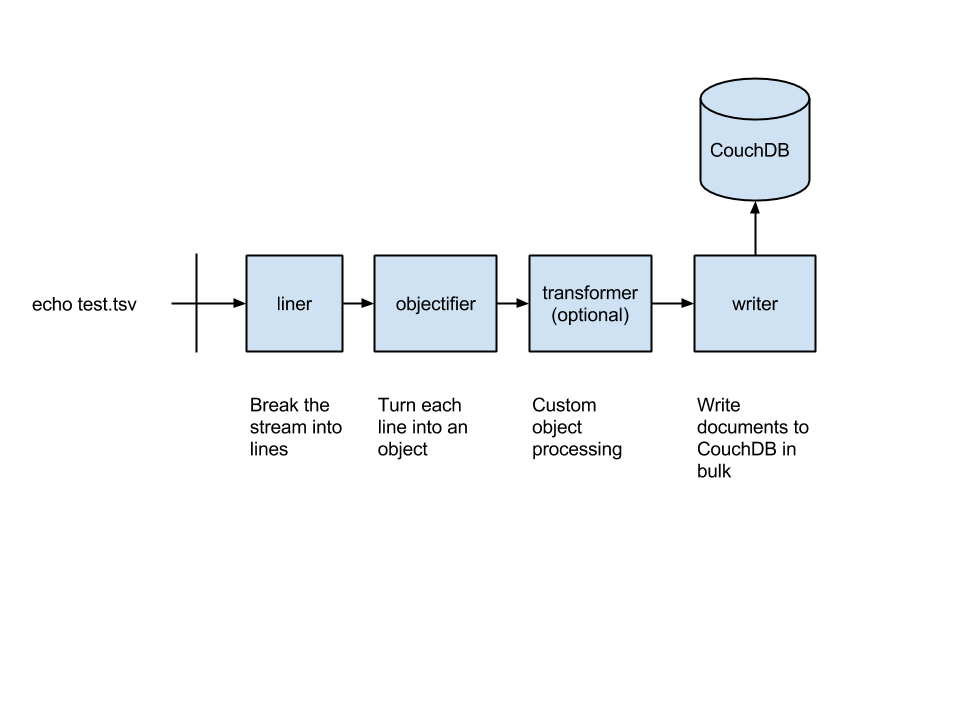 CouchDB
echo test.tsv
liner
objectifier
transformer
(optional)
writer
Break the
stream into
lines
Turn each
line into an
object
Custom
object
processing
Write
documents to
CouchDB in
bulk